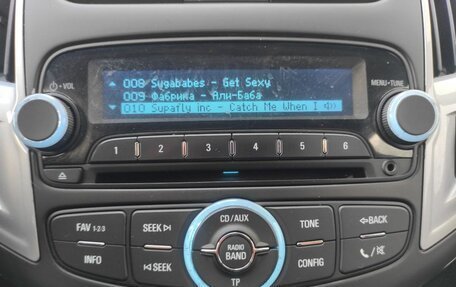 008 Sugababes - Get Sexy
009 Фабрика - Али-Баба
010 Supafly inc - Catch Me When I
VOL
MENU-TUNE
1 2 3 4 5 6
FAV 1-2-3
SEEK
CD/AUX
TONE
BACK
RADIO
BAND
INFO
SEEK
CONFIG
TP